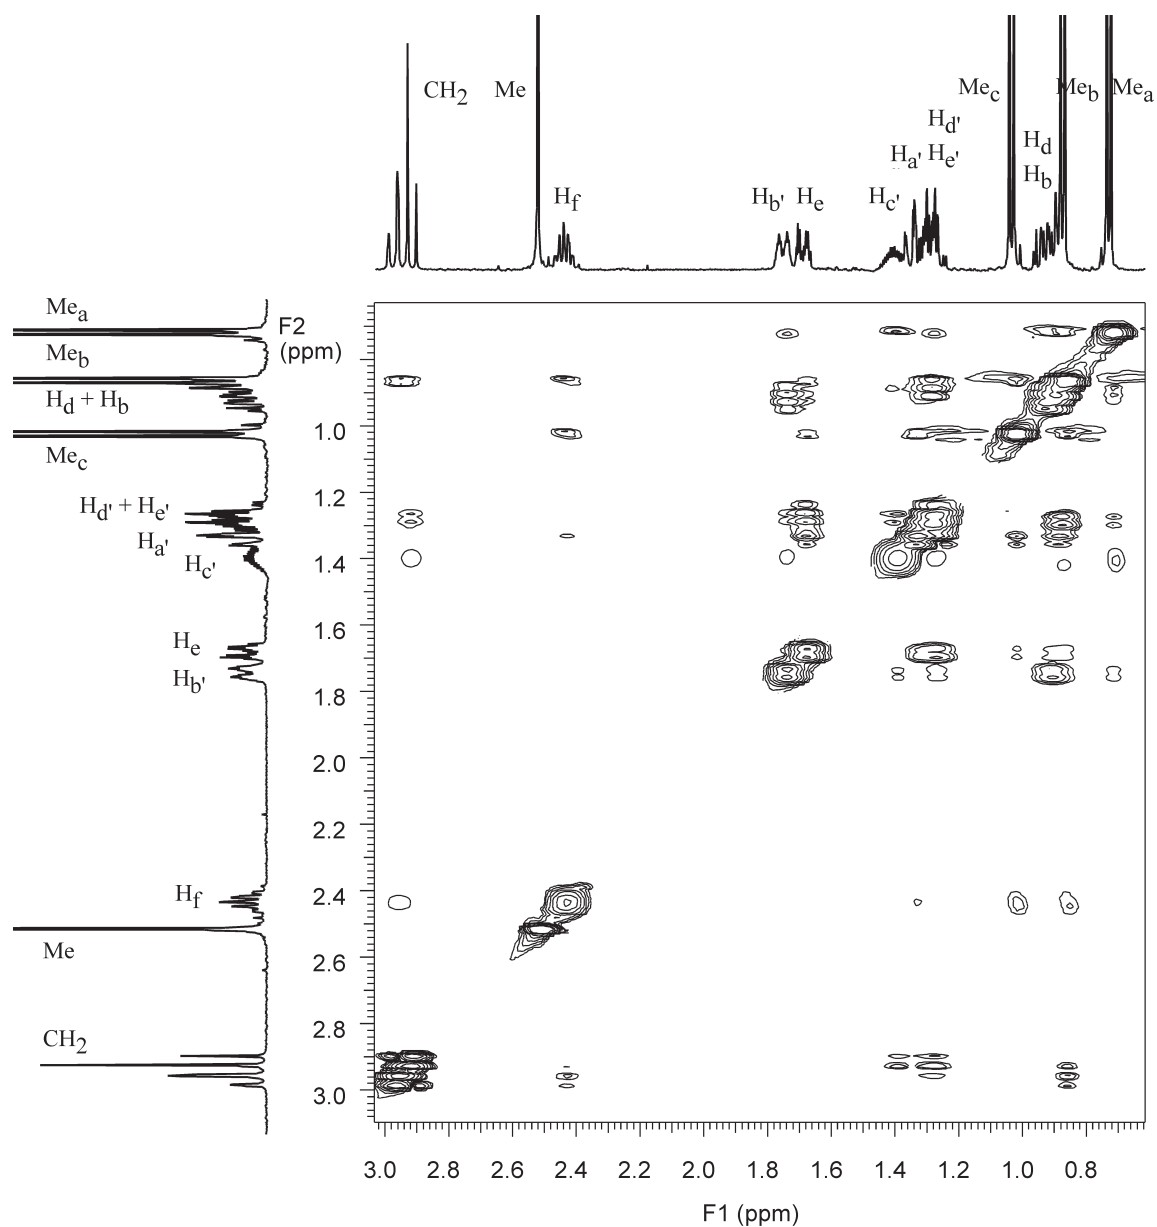 CH2
Me
Hf
Hb'
He
Hc'
Ha'
Hd'
He'
Mec
Hd
Hb
Meb
Mea
Mea
Meb
Hd + Hb
Mec
Hd' + He'
Ha'
Hc'
He
Hb'
Hf
Me
CH2
F2
(ppm)
1.0
1.2
1.4
1.6
1.8
2.0
2.2
2.4
2.6
2.8
3.0
3.0 2.8 2.6 2.4 2.2 2.0 1.8 1.6 1.4 1.2 1.0 0.8
F1 (ppm)